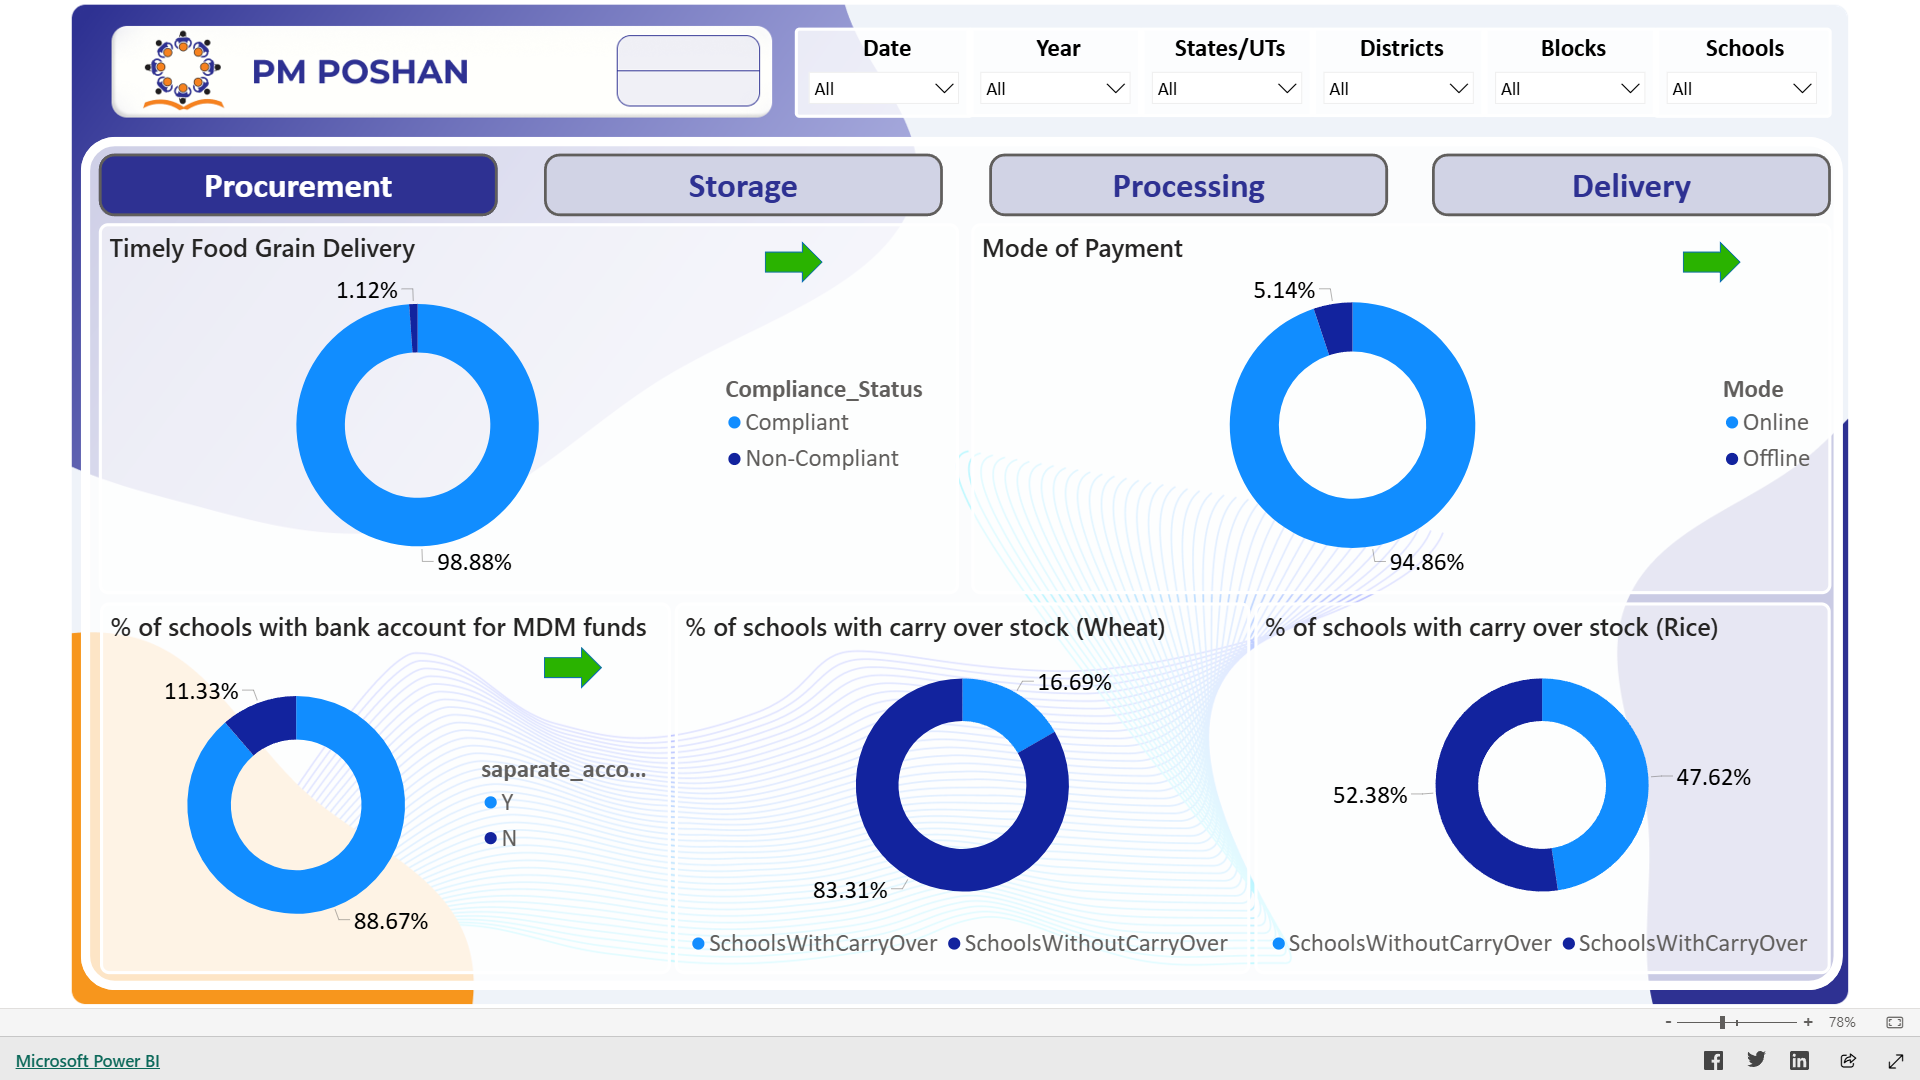 PM POSHAN
Date Year States/UTs Districts Blocks Schools
All All All All All All
Procurement Storage Processing Delivery
Timely Food Grain Delivery
1.12%
98.88%
Compliance_Status
Compliant
Non-Compliant
Mode of Payment
5.14%
94.86%
Mode
Online
Offline
% of schools with bank account for MDM funds
11.33%
88.67%
saparate_acco...
Y
N
% of schools with carry over stock (Wheat)
16.69%
83.31%
SchoolsWithCarryOver SchoolsWithoutCarryOver
% of schools with carry over stock (Rice)
52.38%
47.62%
SchoolsWithoutCarryOver SchoolsWithCarryOver
- + 78%
Microsoft Power BI